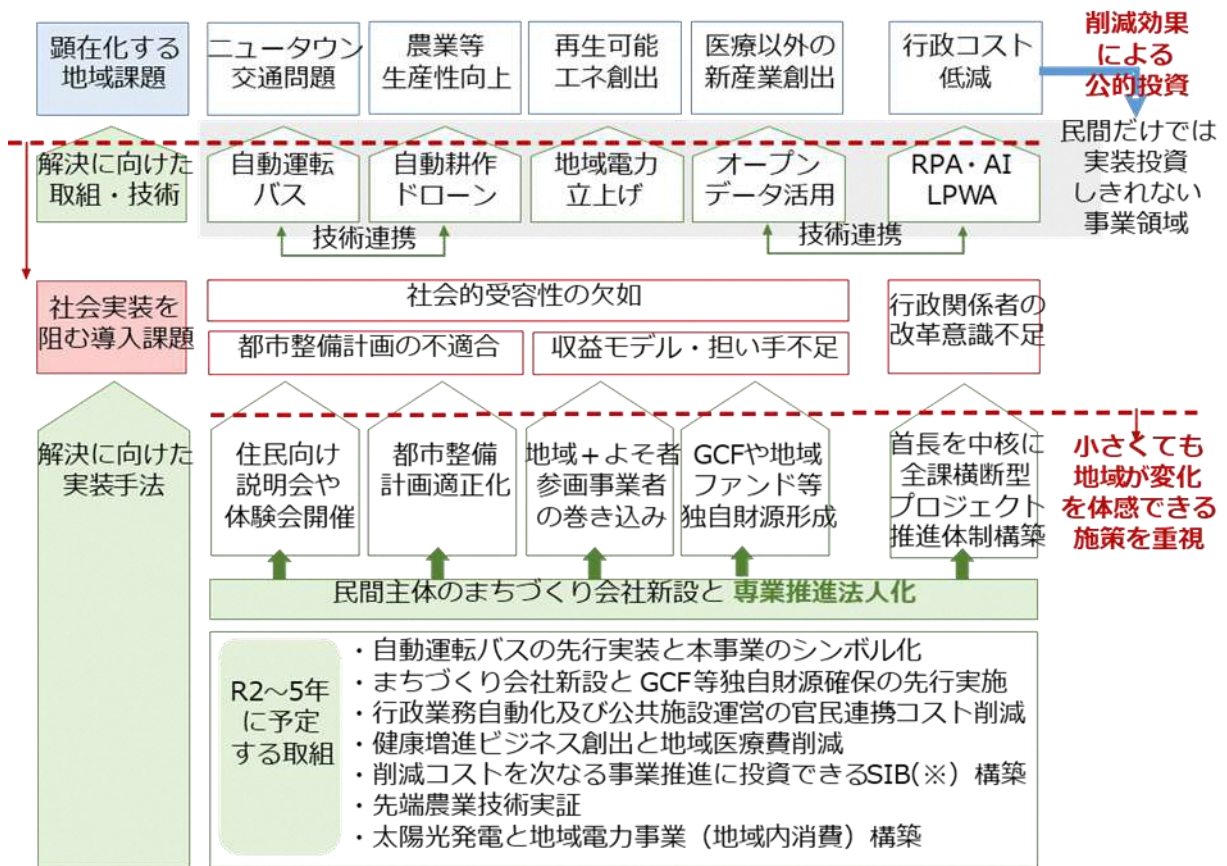 顕在化する
地域課題
ニュータウン
交通問題
農業等
生産性向上
再生可能
エネ創出
医療以外の
新産業創出
行政コスト
低減
削減効果
による
公的投資
解決に向けた
取組・技術
自動運転
バス
自動耕作
ドローン
地域電力
立上げ
オープン
データ活用
RPA・AI
LPWA
民間だけでは
実装投資
しきれない
事業領域
技術連携
技術連携
社会実装を
阻む導入課題
社会的受容性の欠如
都市整備計画の不適合
収益モデル・担い手不足
行政関係者の
改革意識不足
解決に向けた
実装手法
住民向け
説明会や
体験会開催
都市整備
計画適正化
地域＋よそ者
参画事業者
の巻き込み
GCFや地域
ファンド等
独自財源形成
首長を中核に
全課横断型
プロジェクト
推進体制構築
小さくても
地域が変化
を体感できる
施策を重視
民間主体のまちづくり会社新設と 専業推進法人化
R2～5年
に予定
する取組
・自動運転バスの先行実装と本事業のシンボル化
・まちづくり会社新設と GCF等独自財源確保の先行実施
・行政業務自動化及び公共施設運営の官民連携コスト削減
・健康増進ビジネス創出と地域医療費削減
・削減コストを次なる事業推進に投資できるSIB(※) 構築
・先端農業技術実証
・太陽光発電と地域電力事業（地域内消費）構築